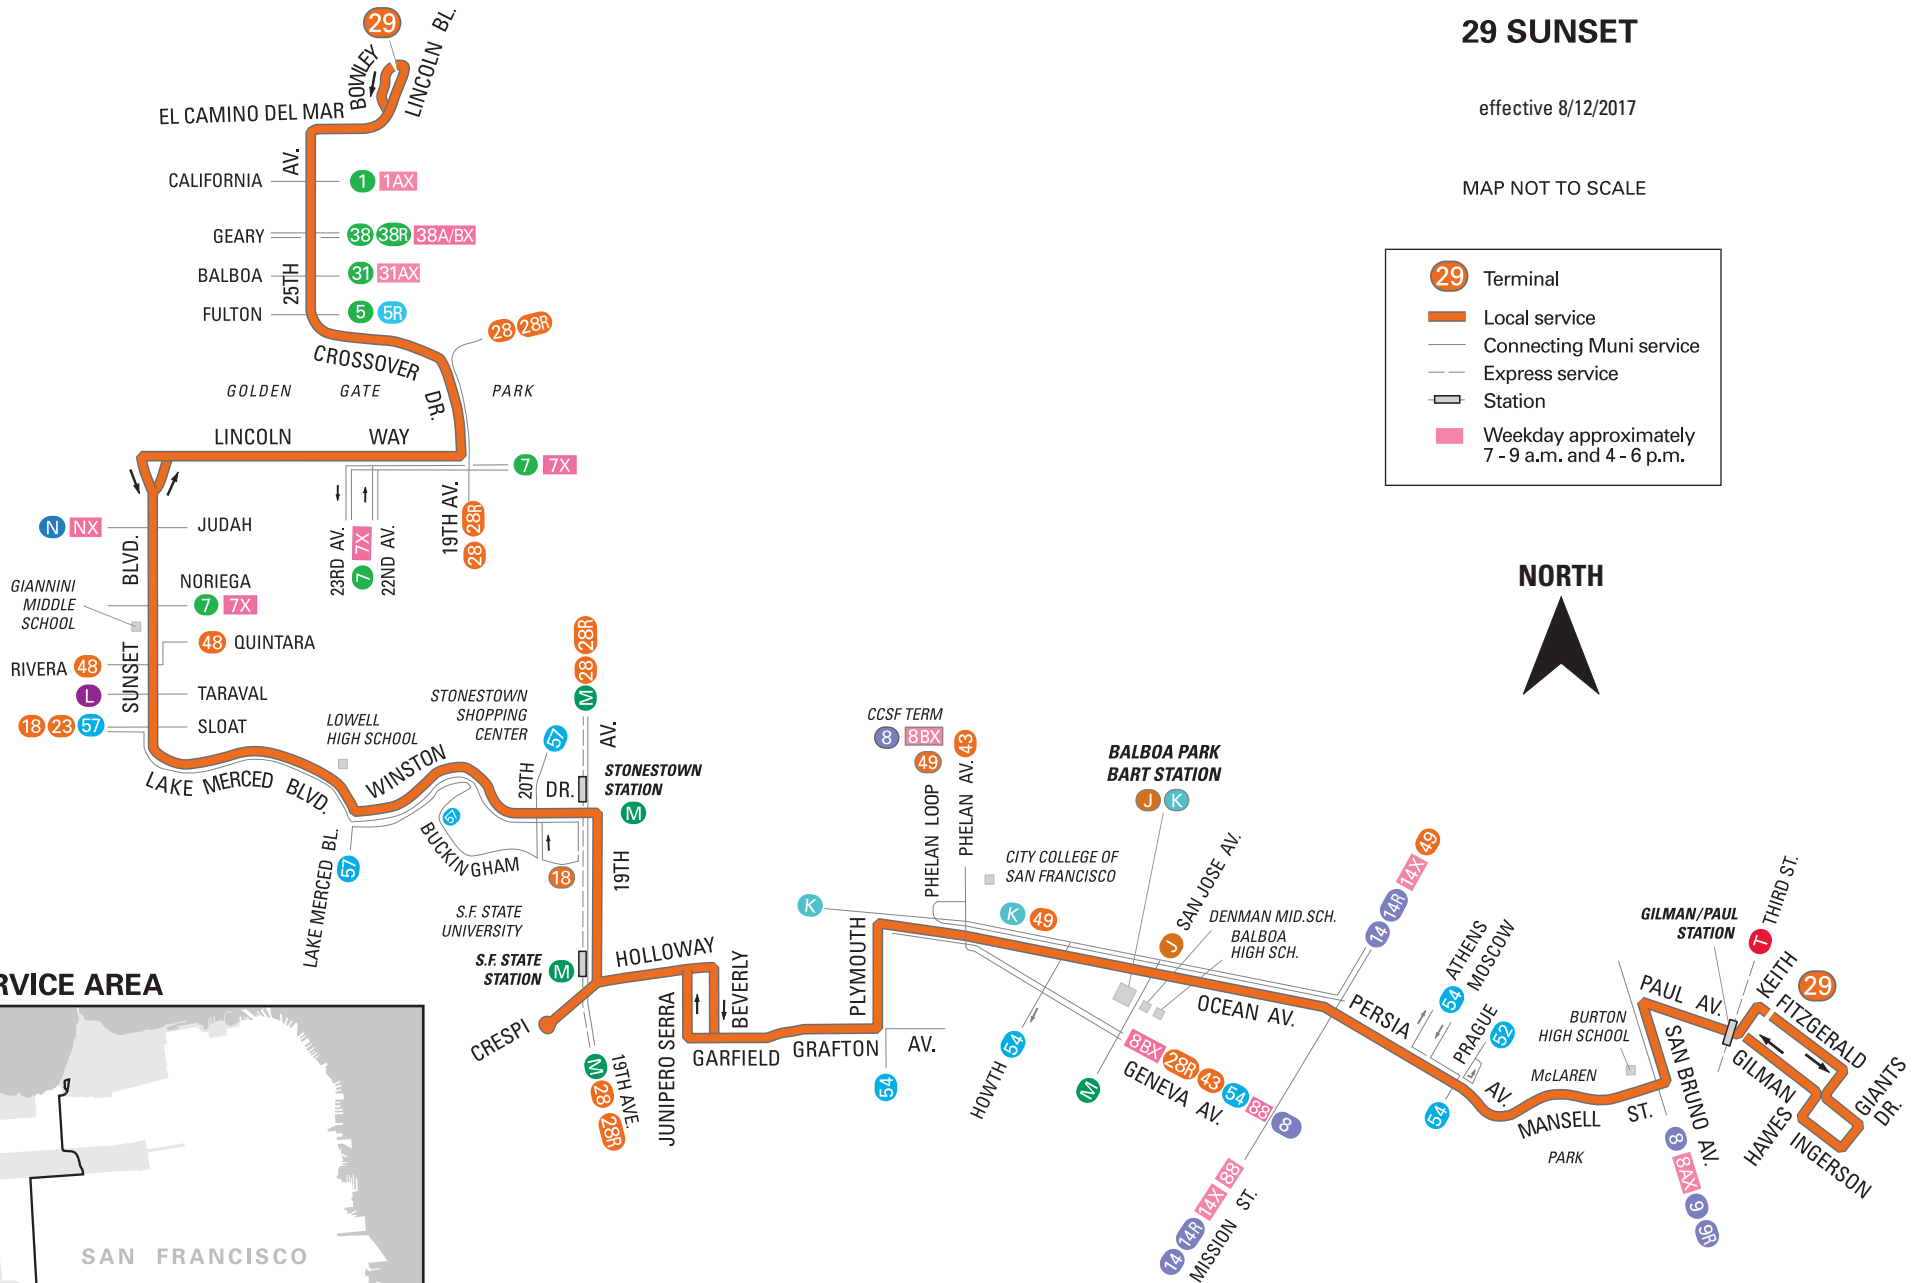 29 SUNSET
effective 8/12/2017
MAP NOT TO SCALE
29 Terminal
Local service
Connecting Muni service
Express service
Station
Weekday approximately
7 - 9 a.m. and 4 - 6 p.m.
NORTH
29
BOWLEY
LINCOLN BL.
EL CAMINO DEL MAR
25TH AV.
CALIFORNIA 1 1AX
GEARY 38 38R 38A/BX
BALBOA 31 31AX
FULTON 5 5R
28 28R
CROSSOVER DR.
GOLDEN GATE PARK
LINCOLN WAY
7 7X
23RD AV.
7 7X
22ND AV.
19TH AV.
28 28R
N NX JUDAH
SUNSET BLVD.
GIANNINI
MIDDLE
SCHOOL
NORIEGA
7 7X
48 QUINTARA
RIVERA 48
L TARAVAL
18 23 57 SLOAT
LAKE MERCED BLVD.
LOWELL
HIGH SCHOOL
WINSTON DR.
STONESTOWN
SHOPPING
CENTER
57
20TH
M 28 28R
19TH AV.
STONESTOWN
STATION
M
57
BUCKINGHAM
LAKE MERCED BL.
57
18
S.F. STATE
UNIVERSITY
S.F. STATE
STATION
M
CRESPI
M 28 28R
19TH AVE.
HOLLOWAY
JUNIPERO SERRA
BEVERLY
GARFIELD
GRAFTON AV.
54
PLYMOUTH
K
CCSF TERM
8 8BX
49
PHELAN LOOP
PHELAN AV.
43
CITY COLLEGE OF
SAN FRANCISCO
K 49
BALBOA PARK
BART STATION
J K
J SAN JOSE AV.
DENMAN MID.SCH.
BALBOA
HIGH SCH.
OCEAN AV.
HOWTH 54
M
8BX 28R 43 54 88 8
GENEVA AV.
14 14R 14X 49
14 14R 14X 88
MISSION ST.
PERSIA AV.
54 ATHENS
MOSCOW
PRAGUE 52
54
McLAREN
PARK
MANSELL ST.
BURTON
HIGH SCHOOL
SAN BRUNO AV.
8 8AX 9 9R
PAUL AV.
GILMAN/PAUL
STATION
T THIRD ST.
KEITH
29
FITZGERALD
GILMAN
GIANTS
DR.
HAWES
INGERSON
RVICE AREA
SAN FRANCISCO